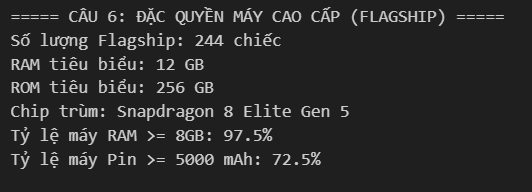 ===== CÂU 6: ĐẶC QUYỀN MÁY CAO CẤP (FLAGSHIP) =====
Số lượng Flagship: 244 chiếc
RAM tiêu biểu: 12 GB
ROM tiêu biểu: 256 GB
Chip trùm: Snapdragon 8 Elite Gen 5
Tỷ lệ máy RAM >= 8GB: 97.5%
Tỷ lệ máy Pin >= 5000 mAh: 72.5%